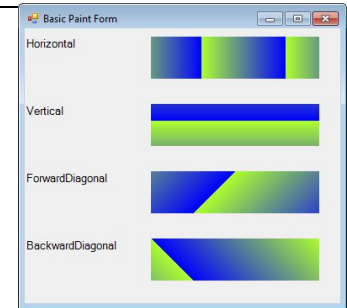 Basic Paint Form
Horizontal
Vertical
ForwardDiagonal
BackwardDiagonal